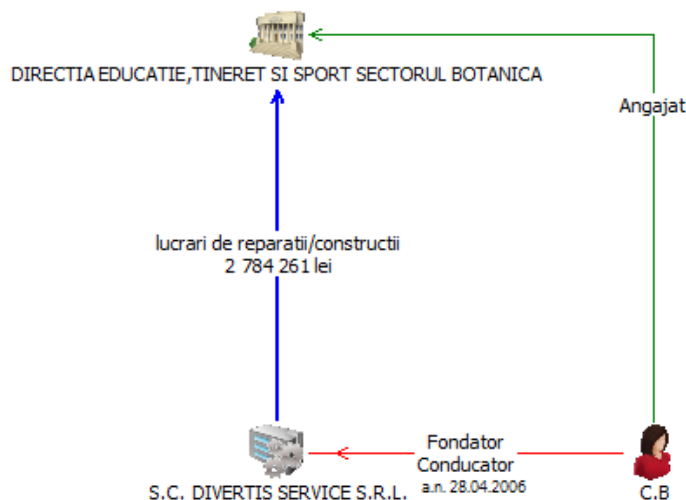 DIRECTIA EDUCATIE,TINERET SI SPORT SECTORUL BOTANICA
Angajat
lucrari de reparatii/constructii
2 784 261 lei
Fondator
Conducator
a.n. 28.04.2006
S.C. DIVERTIS SERVICE S.R.L.
C.B